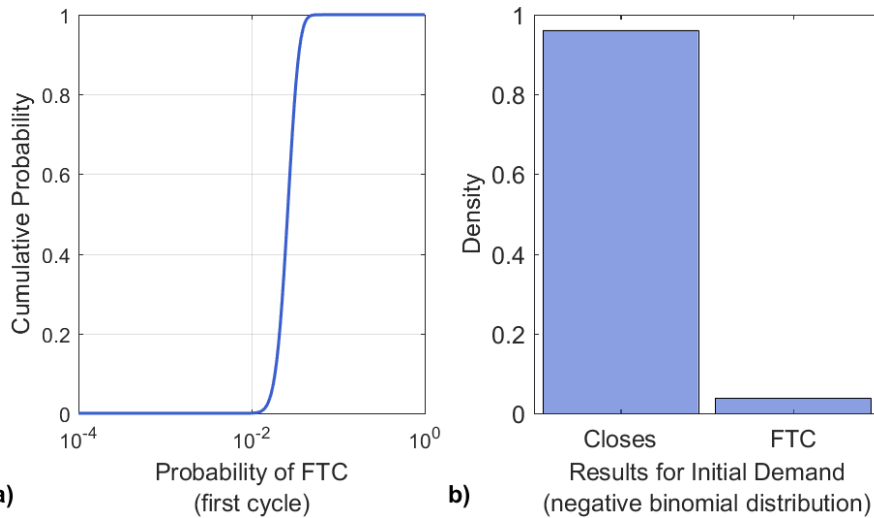 1
0.8
0.6
0.4
0.2
0
Cumulative Probability
10^-4
10^-2
10^0
Probability of FTC
(first cycle)
a)
1
0.8
0.6
0.4
0.2
0
Density
Closes
FTC
Results for Initial Demand
(negative binomial distribution)
b)